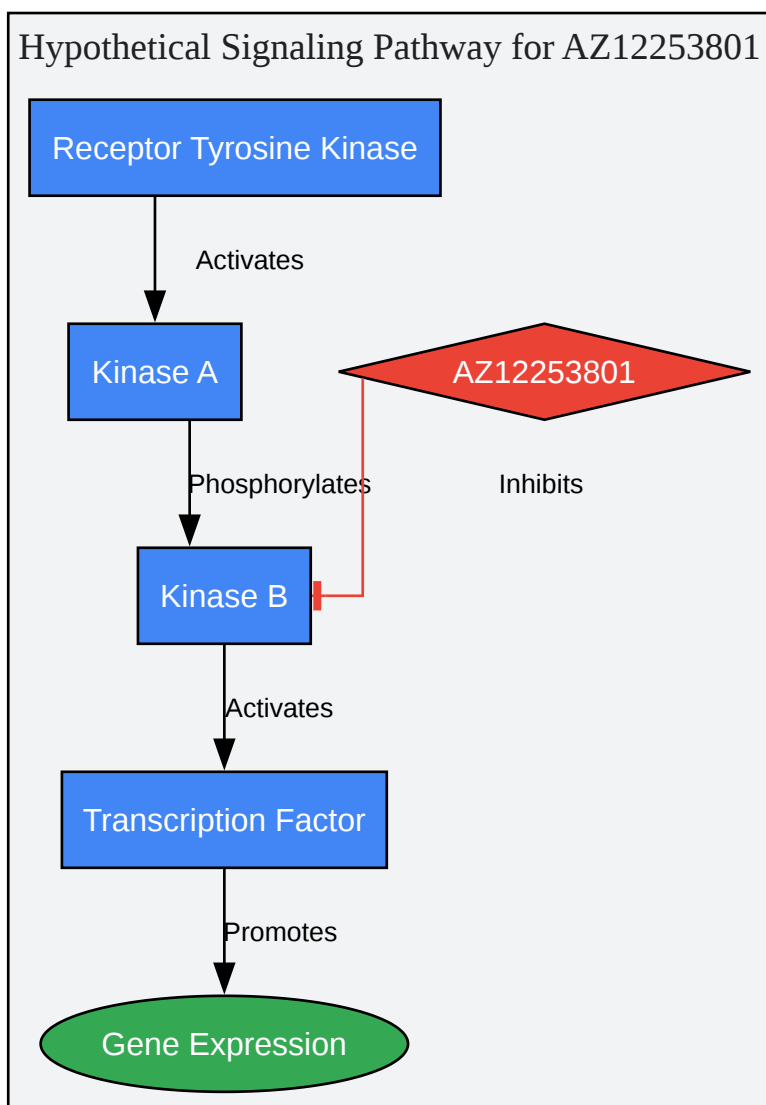 Hypothetical Signaling Pathway for AZ12253801
Receptor Tyrosine Kinase
Activates
Kinase A
AZ12253801
Phosphorylates
Inhibits
Kinase B
Activates
Transcription Factor
Promotes
Gene Expression